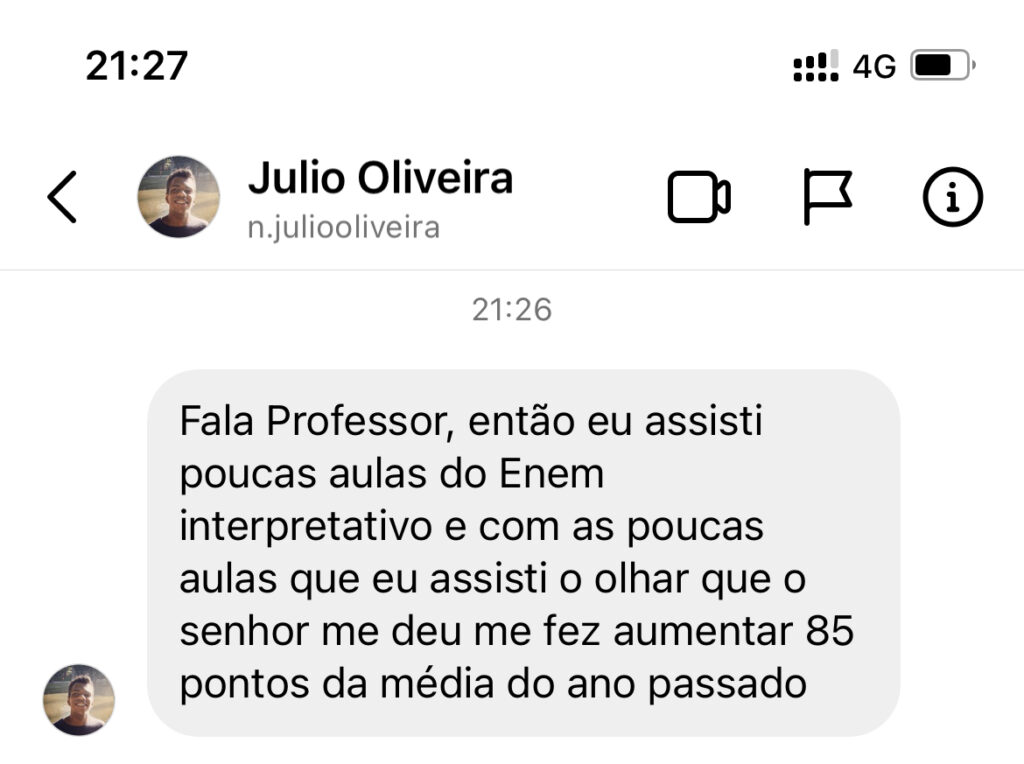 21:27
4G
Julio Oliveira
n.juliooliveira
21:26
Fala Professor, então eu assisti
poucas aulas do Enem
interpretativo e com as poucas
aulas que eu assisti o olhar que o
senhor me deu me fez aumentar 85
pontos da média do ano passado